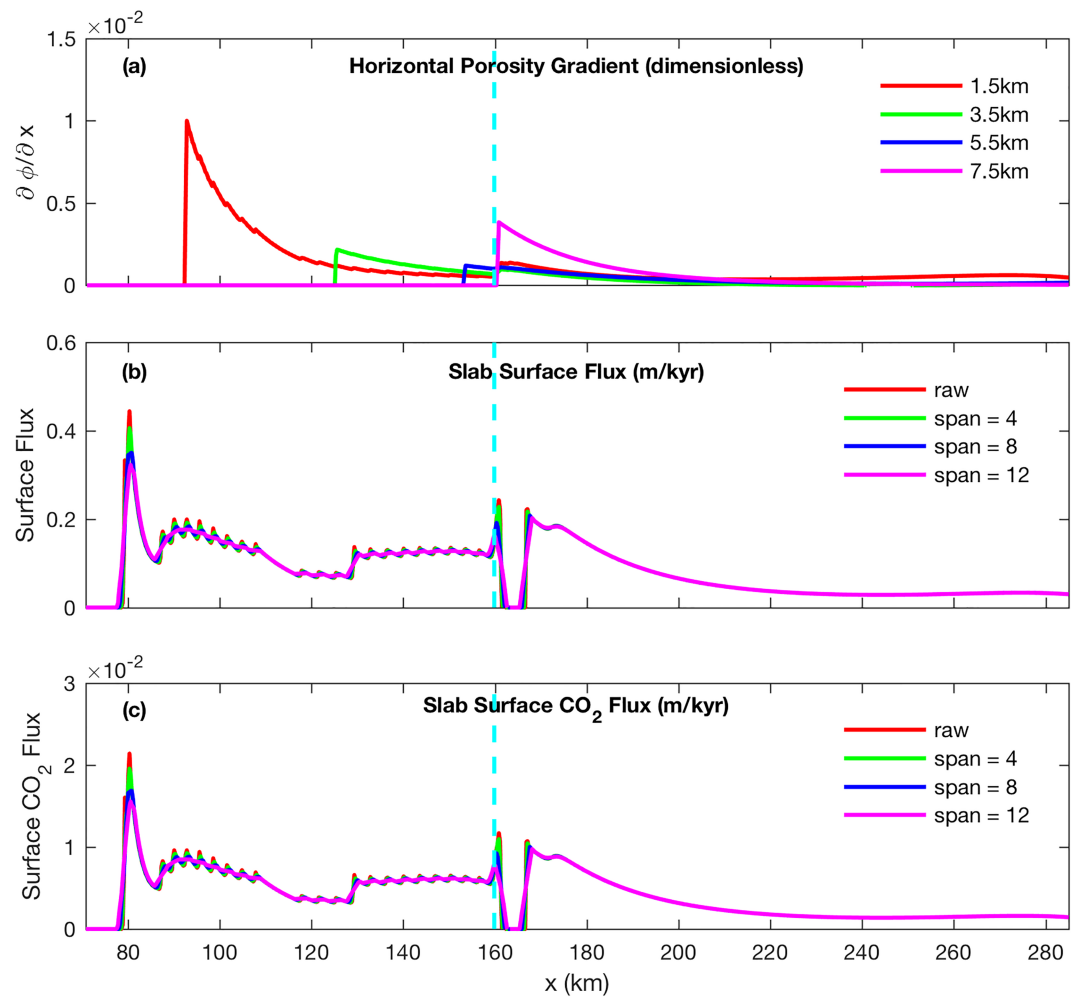 ×10⁻²
1.5
1
0.5
0
∂ ϕ/∂ x
(a)
Horizontal Porosity Gradient (dimensionless)
1.5km
3.5km
5.5km
7.5km
0.6
0.4
0.2
0
Surface Flux
(b)
Slab Surface Flux (m/kyr)
raw
span = 4
span = 8
span = 12
×10⁻²
3
2
1
0
Surface CO₂ Flux
(c)
Slab Surface CO₂ Flux (m/kyr)
raw
span = 4
span = 8
span = 12
80 100 120 140 160 180 200 220 240 260 280
x (km)